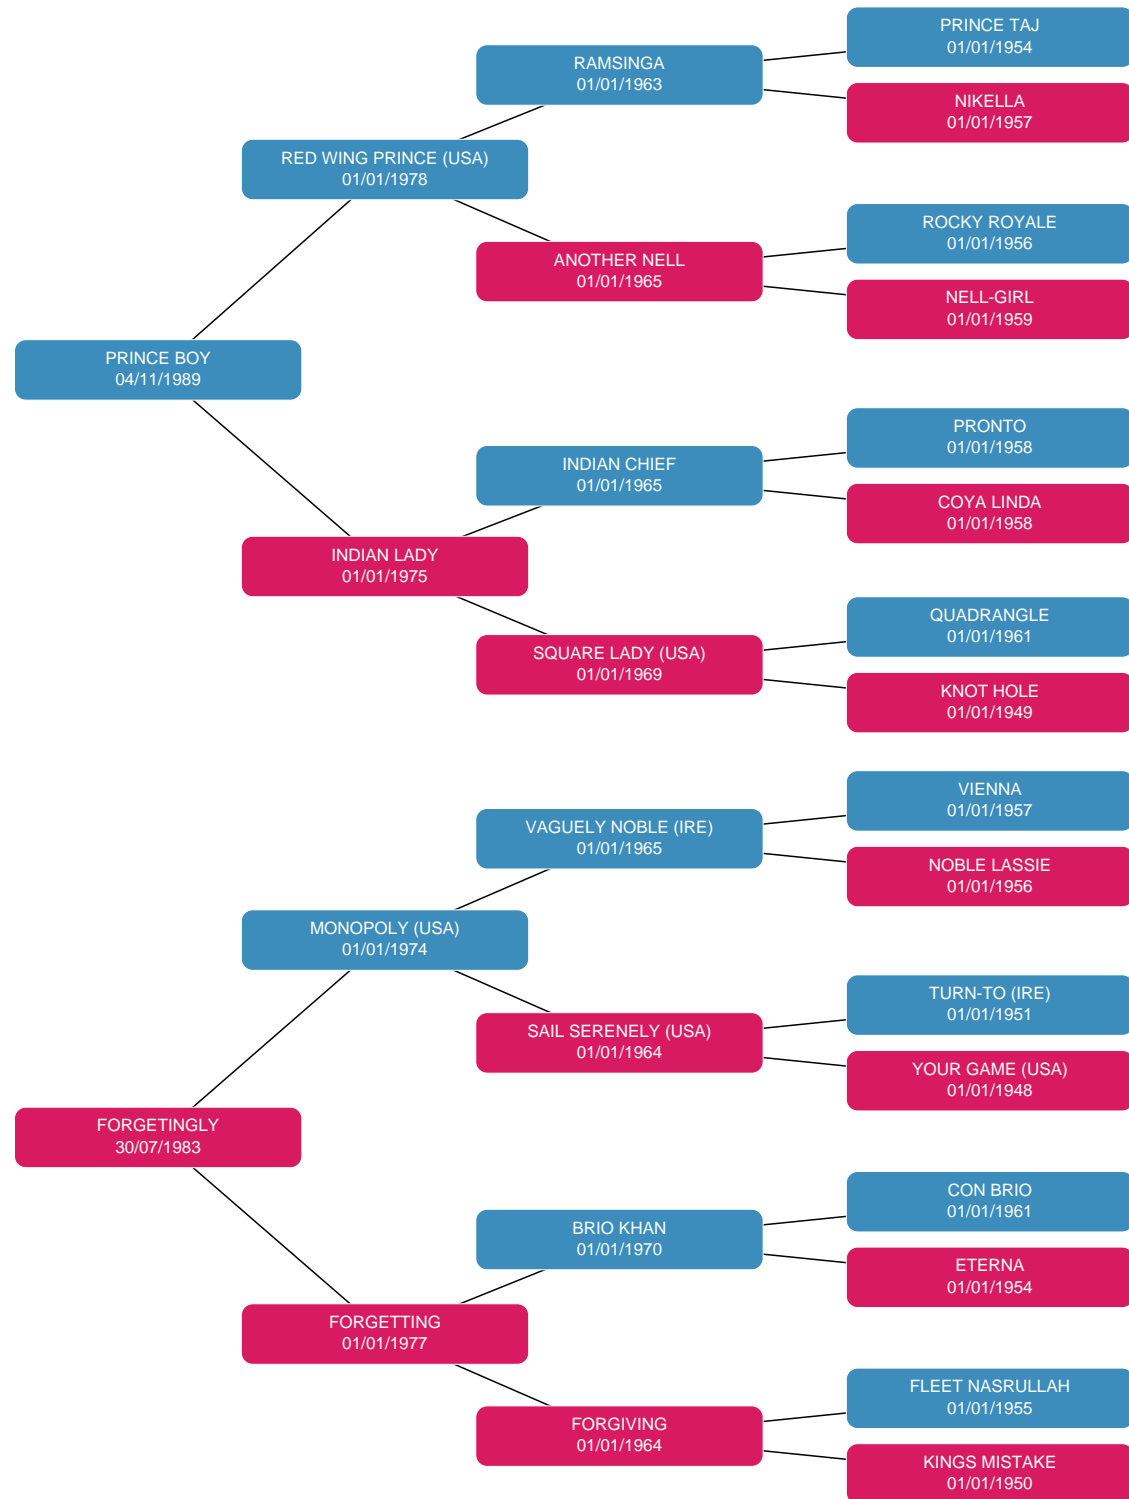 PRINCE TAJ
01/01/1954
RAMSINGA
01/01/1963
NIKELLA
01/01/1957
RED WING PRINCE (USA)
01/01/1978
ROCKY ROYALE
01/01/1956
ANOTHER NELL
01/01/1965
NELL-GIRL
01/01/1959
PRINCE BOY
04/11/1989
PRONTO
01/01/1958
INDIAN CHIEF
01/01/1965
COYA LINDA
01/01/1958
INDIAN LADY
01/01/1975
QUADRANGLE
01/01/1961
SQUARE LADY (USA)
01/01/1969
KNOT HOLE
01/01/1949
VIENNA
01/01/1957
VAGUELY NOBLE (IRE)
01/01/1965
NOBLE LASSIE
01/01/1956
MONOPOLY (USA)
01/01/1974
TURN-TO (IRE)
01/01/1951
SAIL SERENELY (USA)
01/01/1964
YOUR GAME (USA)
01/01/1948
FORGETINGLY
30/07/1983
CON BRIO
01/01/1961
BRIO KHAN
01/01/1970
ETERNA
01/01/1954
FORGETTING
01/01/1977
FLEET NASRULLAH
01/01/1955
FORGIVING
01/01/1964
KINGS MISTAKE
01/01/1950